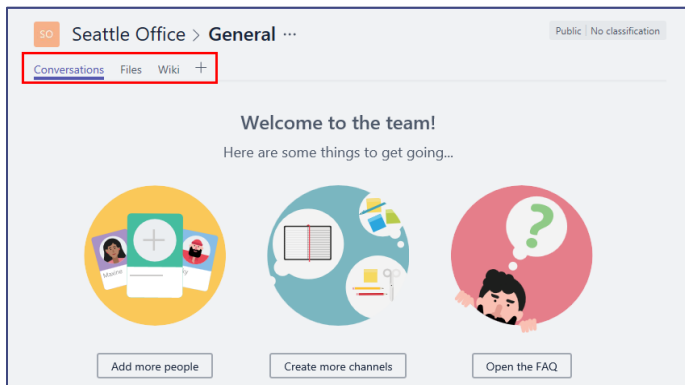 SO Seattle Office > General ···
Public | No classification
Conversations Files Wiki +
Welcome to the team!
Here are some things to get going...
Maxine
Add more people
Create more channels
Open the FAQ